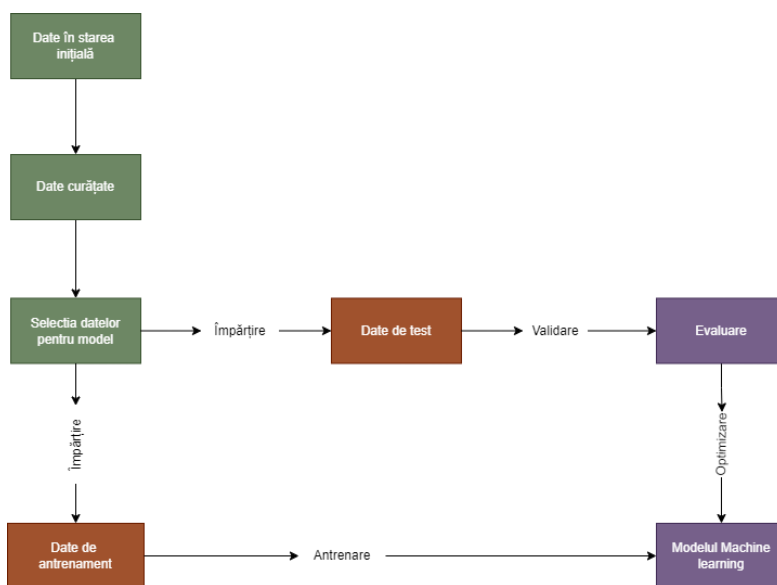 Date în starea
inițială
Date curățate
Selectia datelor
pentru model
Împărțire
Date de test
Validare
Evaluare
Împărțire
Optimizare
Date de
antrenament
Antrenare
Modelul Machine
learning